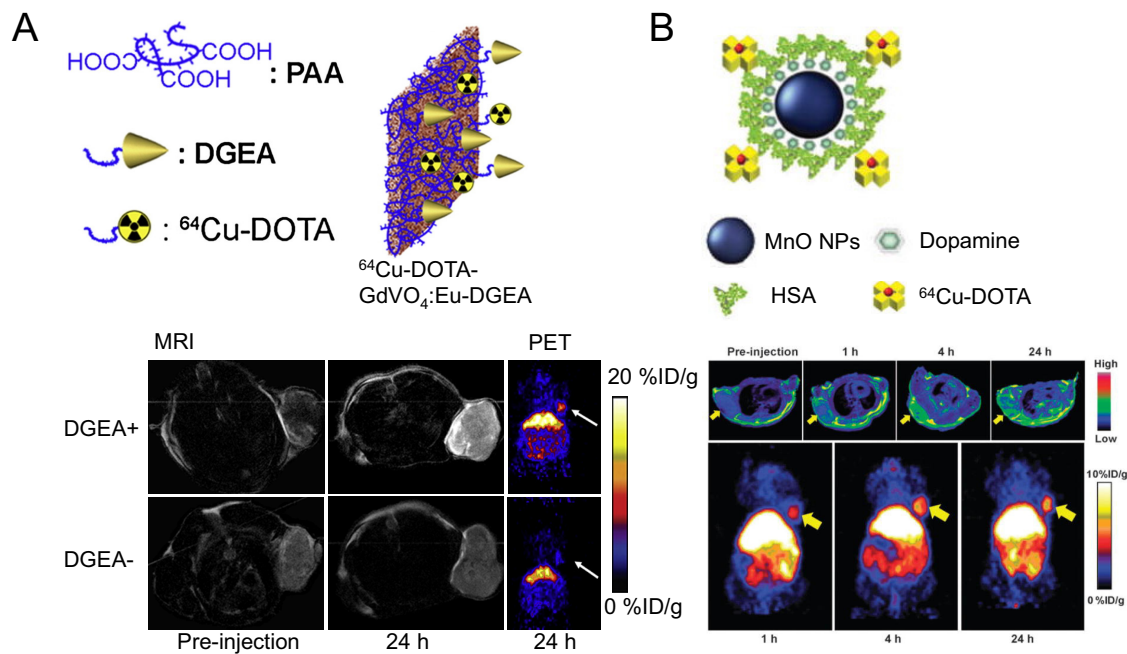 A
HOOC
COOH
COOH
: PAA
: DGEA
: ⁶⁴Cu-DOTA
⁶⁴Cu-DOTA-
GdVO₄:Eu-DGEA
MRI
PET
DGEA+
DGEA-
20 %ID/g
0 %ID/g
Pre-injection
24 h
24 h
B
MnO NPs
Dopamine
HSA
⁶⁴Cu-DOTA
Pre-injection
1 h
4 h
24 h
High
Low
10%ID/g
0 %ID/g
1 h
4 h
24 h